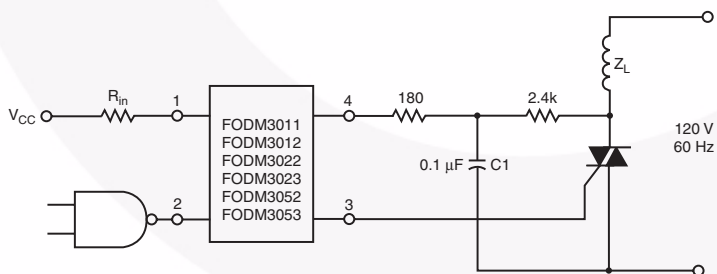 V_CC
R_in
1
FODM3011
FODM3012
FODM3022
FODM3023
FODM3052
FODM3053
2
4
180
2.4k
Z_L
0.1 μF
C1
3
120 V
60 Hz